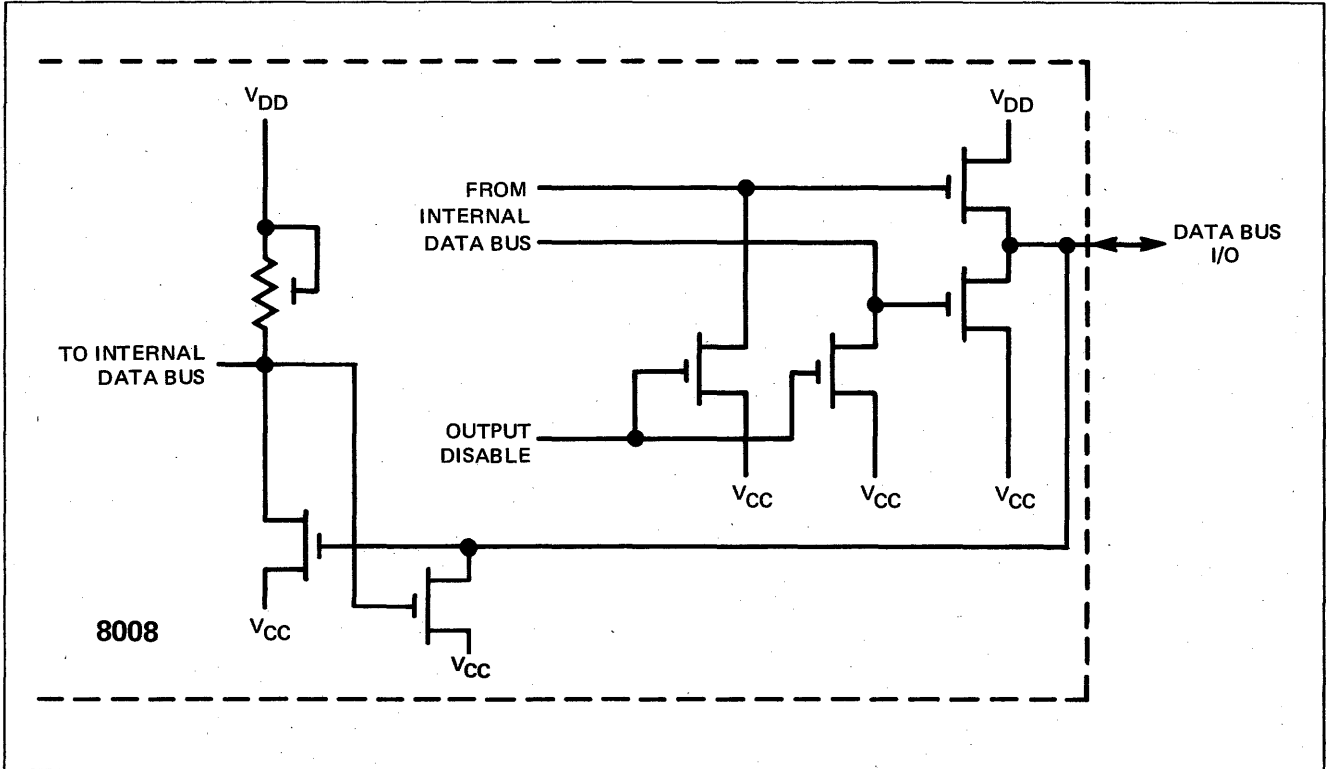 VDD
VDD
FROM
INTERNAL
DATA BUS
DATA BUS
I/O
TO INTERNAL
DATA BUS
OUTPUT
DISABLE
VCC
VCC
VCC
8008
VCC
VCC